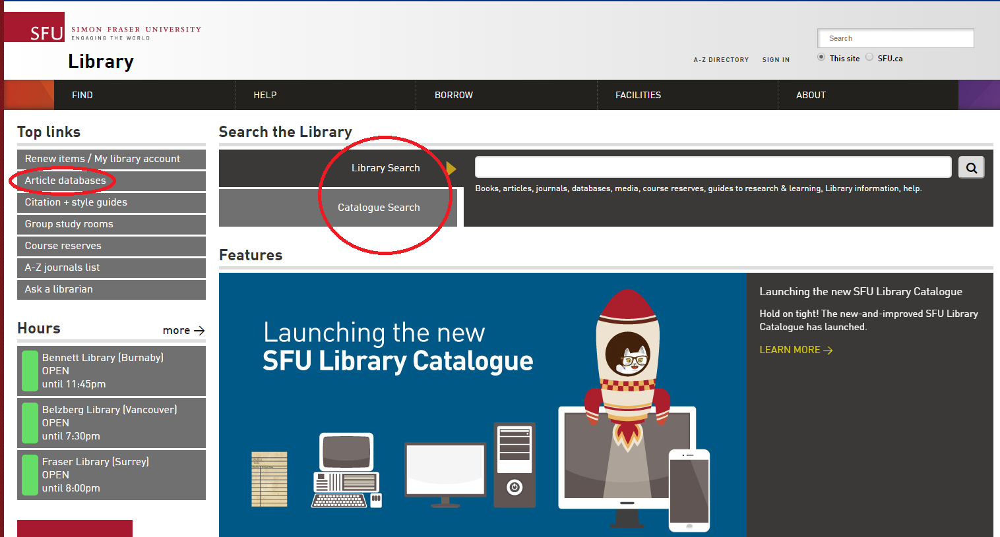 SFU
SIMON FRASER UNIVERSITY
ENGAGING THE WORLD
Library
A-Z DIRECTORY
SIGN IN
Search
This site
SFU.ca
FIND
HELP
BORROW
FACILITIES
ABOUT
Top links
Renew items / My library account
Article databases
Citation + style guides
Group study rooms
Course reserves
A-Z journals list
Ask a librarian
Hours
more →
Bennett Library (Burnaby)
OPEN
until 11:45pm
Belzberg Library (Vancouver)
OPEN
until 7:30pm
Fraser Library (Surrey)
OPEN
until 8:00pm
Search the Library
Library Search
Catalogue Search
Books, articles, journals, databases, media, course reserves, guides to research & learning, Library information, help.
Features
Launching the new
SFU Library Catalogue
Author
Title
Launching the new SFU Library Catalogue
Hold on tight! The new-and-improved SFU Library
Catalogue has launched.
LEARN MORE →